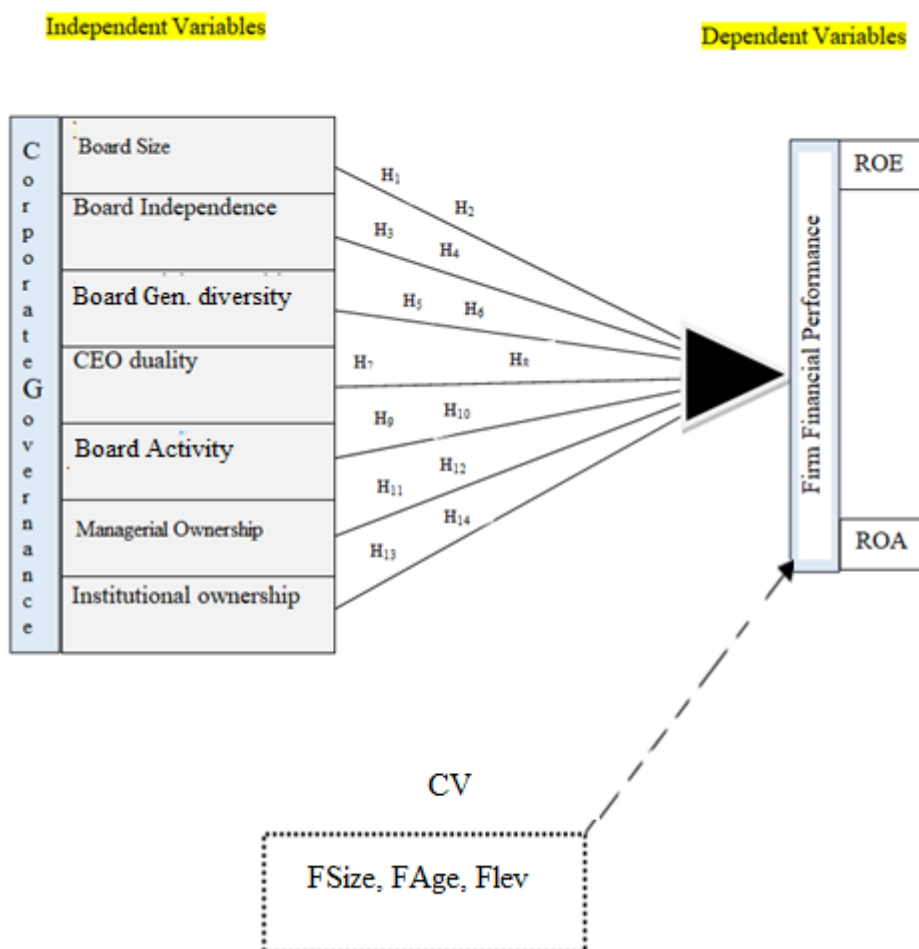 Independent Variables
Dependent Variables
Corporate Governance
Board Size
Board Independence
Board Gen. diversity
CEO duality
Board Activity
Managerial Ownership
Institutional ownership
H₁
H₂
H₃
H₄
H₅
H₆
H₇
H₈
H₉
H₁₀
H₁₁
H₁₂
H₁₃
H₁₄
Firm Financial Performance
ROE
ROA
CV
FSize, FAge, Flev